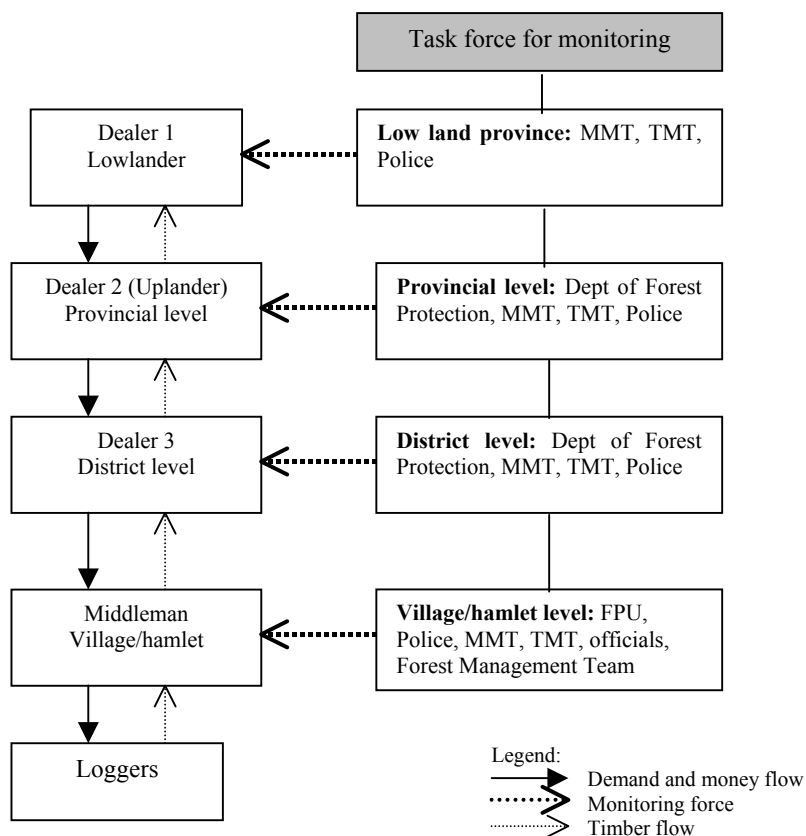 Task force for monitoring
Dealer 1
Lowlander
Low land province: MMT, TMT,
Police
Dealer 2 (Uplander)
Provincial level
Provincial level: Dept of Forest
Protection, MMT, TMT, Police
Dealer 3
District level
District level: Dept of Forest
Protection, MMT, TMT, Police
Middleman
Village/hamlet
Village/hamlet level: FPU,
Police, MMT, TMT, officials,
Forest Management Team
Loggers
Legend:
Demand and money flow
Monitoring force
Timber flow